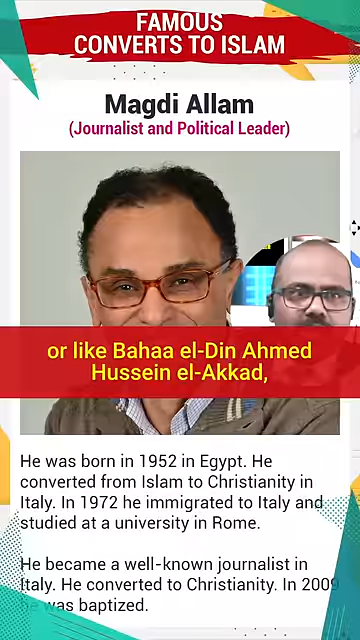 FAMOUS
CONVERTS TO ISLAM
Magdi Allam
(Journalist and Political Leader)
or like Bahaa el-Din Ahmed
Hussein el-Akkad,
He was born in 1952 in Egypt. He
converted from Islam to Christianity in
Italy. In 1972 he immigrated to Italy and
studied at a university in Rome.
He became a well-known journalist in
Italy. He converted to Christianity. In 2009
he was baptized.